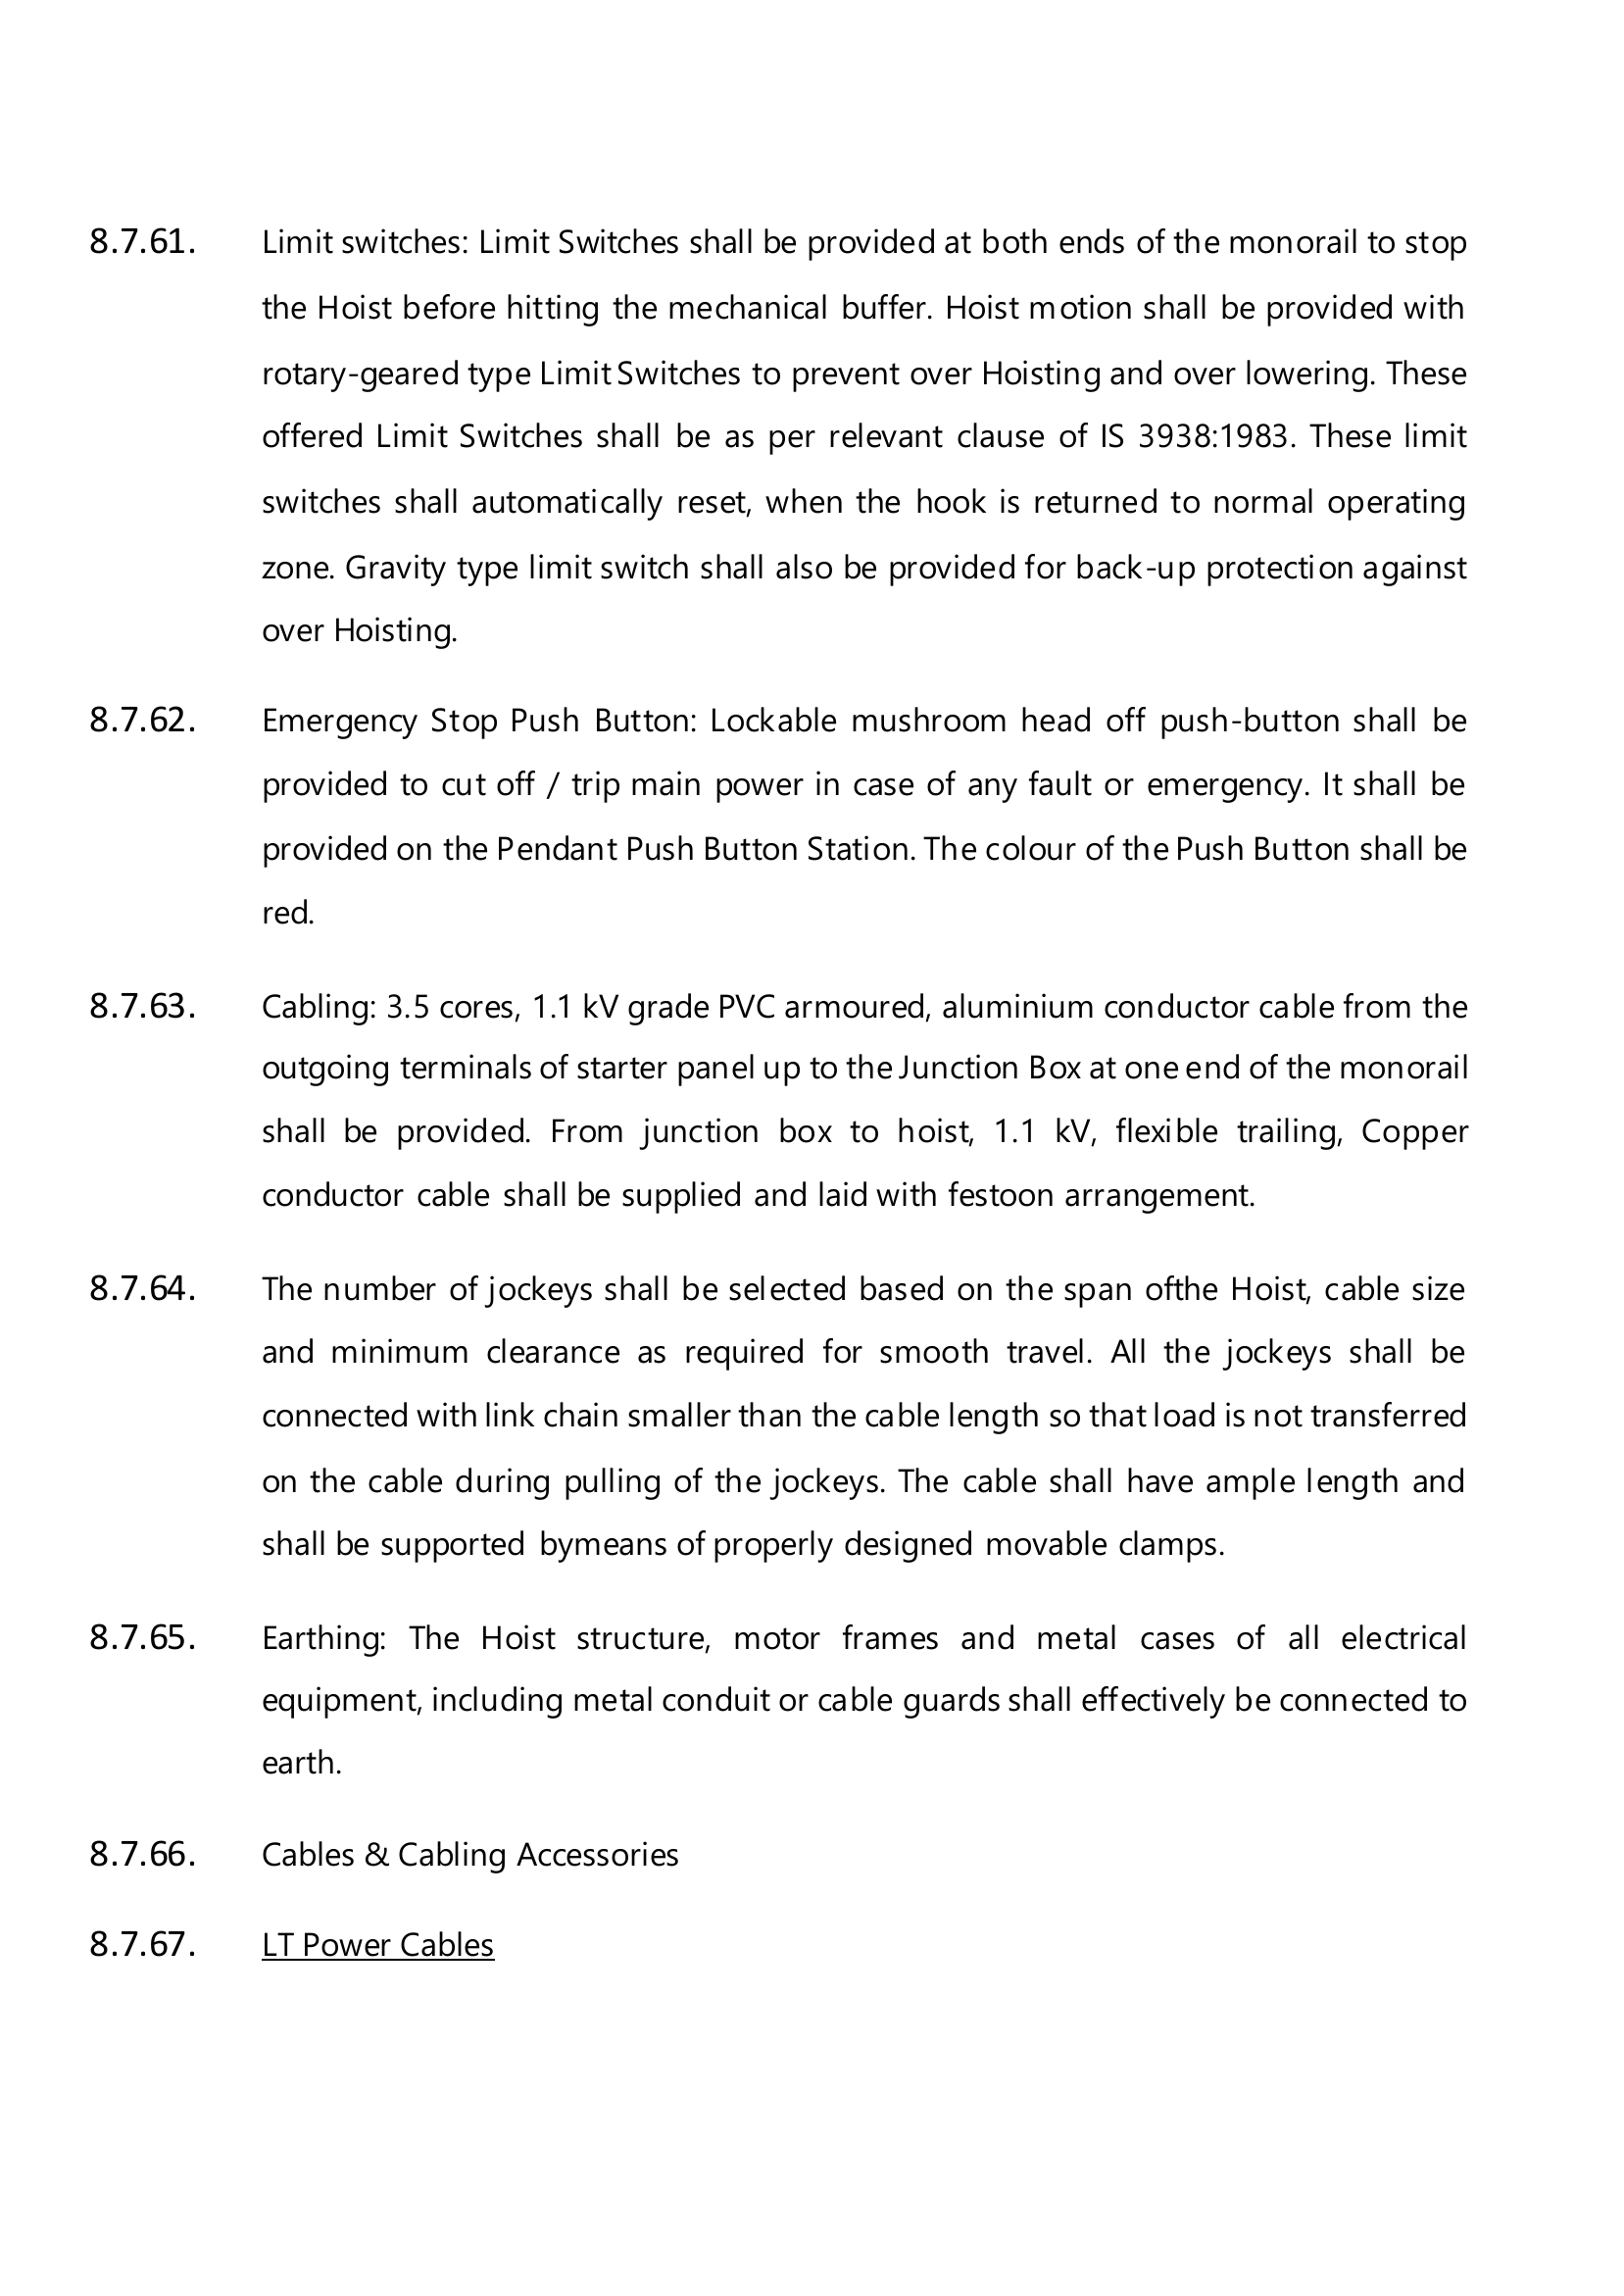 8.7.61. Limit switches: Limit Switches shall be provided at both ends of the monorail to stop
the Hoist before hitting the mechanical buffer. Hoist motion shall be provided with
rotary-geared type Limit Switches to prevent over Hoisting and over lowering. These
offered Limit Switches shall be as per relevant clause of IS 3938:1983. These limit
switches shall automatically reset, when the hook is returned to normal operating
zone. Gravity type limit switch shall also be provided for back-up protection against
over Hoisting.
8.7.62. Emergency Stop Push Button: Lockable mushroom head off push-button shall be
provided to cut off / trip main power in case of any fault or emergency. It shall be
provided on the Pendant Push Button Station. The colour of the Push Button shall be
red.
8.7.63. Cabling: 3.5 cores, 1.1 kV grade PVC armoured, aluminium conductor cable from the
outgoing terminals of starter panel up to the Junction Box at one end of the monorail
shall be provided. From junction box to hoist, 1.1 kV, flexible trailing, Copper
conductor cable shall be supplied and laid with festoon arrangement.
8.7.64. The number of jockeys shall be selected based on the span ofthe Hoist, cable size
and minimum clearance as required for smooth travel. All the jockeys shall be
connected with link chain smaller than the cable length so that load is not transferred
on the cable during pulling of the jockeys. The cable shall have ample length and
shall be supported bymeans of properly designed movable clamps.
8.7.65. Earthing: The Hoist structure, motor frames and metal cases of all electrical
equipment, including metal conduit or cable guards shall effectively be connected to
earth.
8.7.66. Cables & Cabling Accessories
8.7.67. LT Power Cables